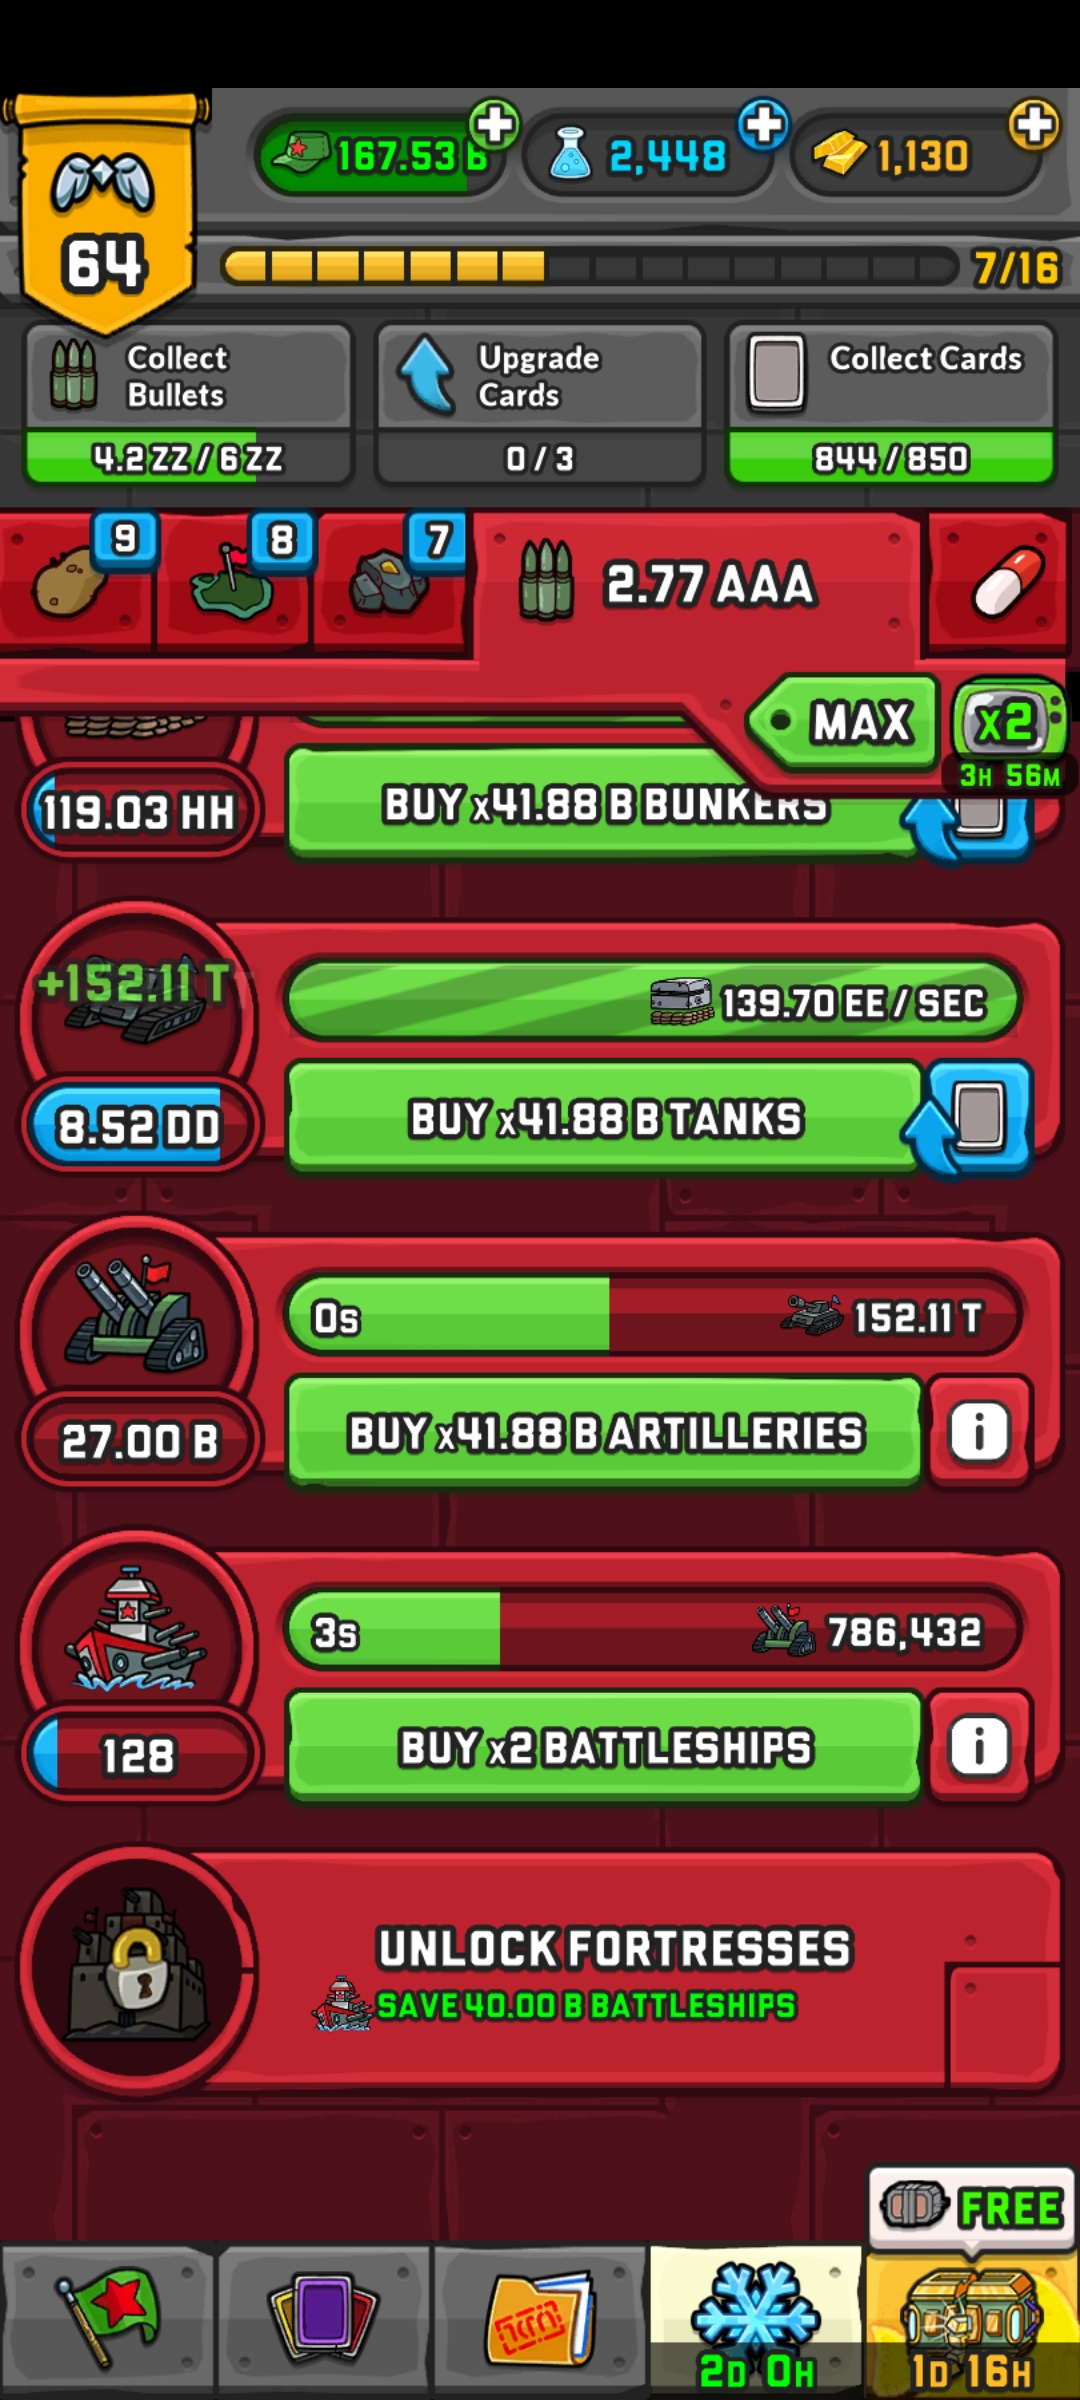 167.53 B
2,448
1,130
64
7/16
Collect
Bullets
Upgrade
Cards
Collect Cards
4.2 ZZ / 6 ZZ
0 / 3
844 / 850
9
8
7
2.77 AAA
MAX
x2
3H 56M
119.03 HH
BUY x41.88 B BUNKERS
+152.11 T
139.70 EE / SEC
8.52 DD
BUY x41.88 B TANKS
0s
152.11 T
27.00 B
BUY x41.88 B ARTILLERIES
i
3s
786,432
128
BUY x2 BATTLESHIPS
i
UNLOCK FORTRESSES
SAVE 40.00 B BATTLESHIPS
FREE
2D 0H
1D 16H